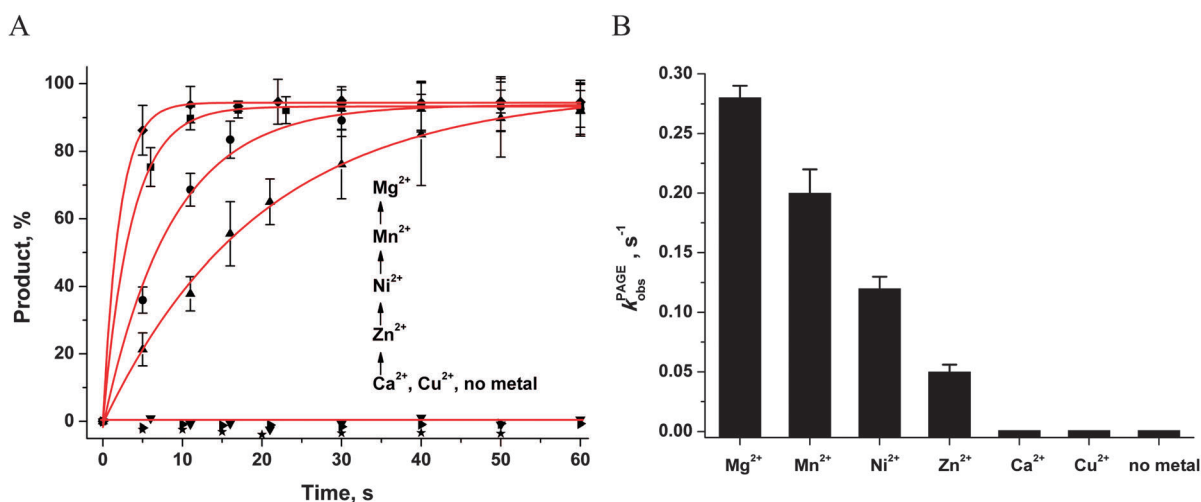 A
B
Product, %
100
80
60
40
20
0
Mg²⁺
Mn²⁺
Ni²⁺
Zn²⁺
Ca²⁺, Cu²⁺, no metal
0 10 20 30 40 50 60
Time, s
k obs PAGE, s⁻¹
0.30
0.25
0.20
0.15
0.10
0.05
0.00
Mg²⁺ Mn²⁺ Ni²⁺ Zn²⁺ Ca²⁺ Cu²⁺ no metal